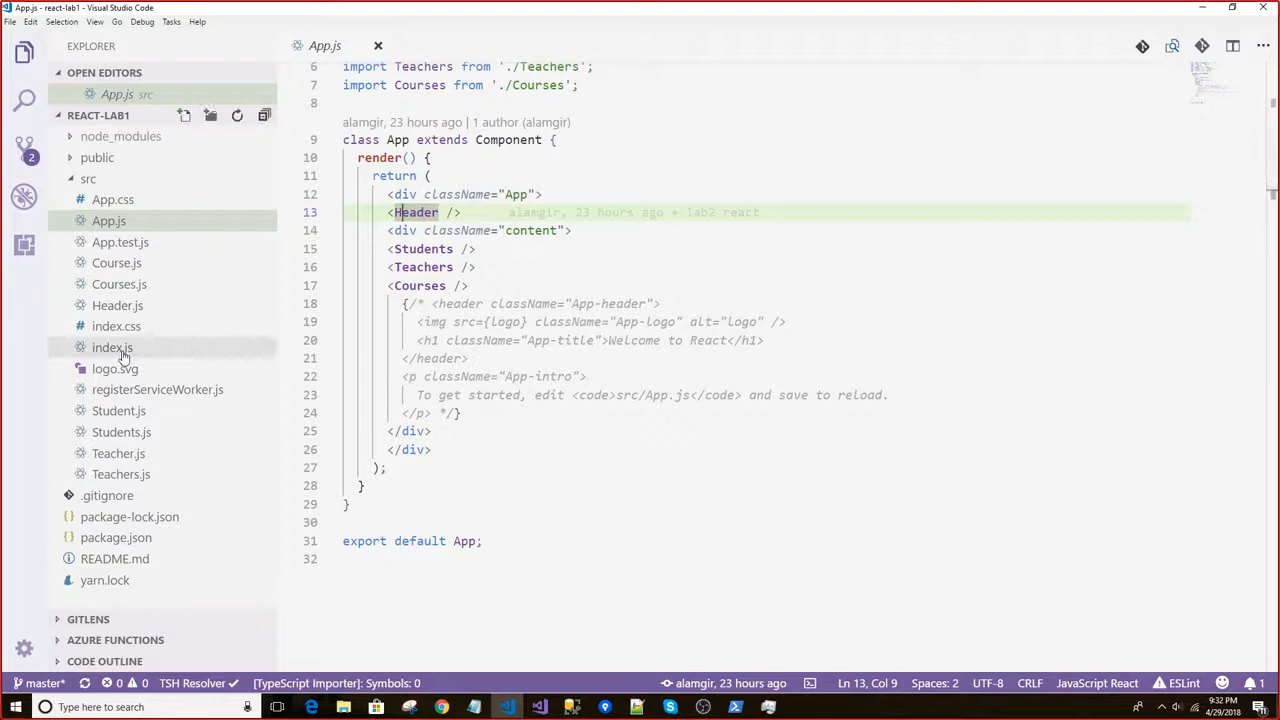 App.js - react-lab1 - Visual Studio Code
File Edit Selection View Go Debug Tasks Help
EXPLORER
OPEN EDITORS
App.js src
REACT-LAB1
node_modules
public
src
App.css
App.js
App.test.js
Course.js
Courses.js
Header.js
index.css
index.js
logo.svg
registerServiceWorker.js
Student.js
Students.js
Teacher.js
Teachers.js
.gitignore
package-lock.json
package.json
README.md
yarn.lock
GITLENS
AZURE FUNCTIONS
CODE OUTLINE
2
App.js
6 import Teachers from './Teachers';
7 import Courses from './Courses';
8
alamgir, 23 hours ago | 1 author (alamgir)
9 class App extends Component {
10 render() {
11 return (
12 <div className="App">
13 <Header /> alamgir, 23 hours ago • lab2 react
14 <div className="content">
15 <Students />
16 <Teachers />
17 <Courses />
18 {/* <header className="App-header">
19 <img src={logo} className="App-logo" alt="logo" />
20 <h1 className="App-title">Welcome to React</h1>
21 </header>
22 <p className="App-intro">
23 To get started, edit <code>src/App.js</code> and save to reload.
24 </p> */}
25 </div>
26 </div>
27 );
28 }
29 }
30
31 export default App;
32
master* 0 0 TSH Resolver [TypeScript Importer]: Symbols: 0 alamgir, 23 hours ago Ln 13, Col 9 Spaces: 2 UTF-8 CRLF JavaScript React ESLint 1
Type here to search
9:32 PM
4/29/2018